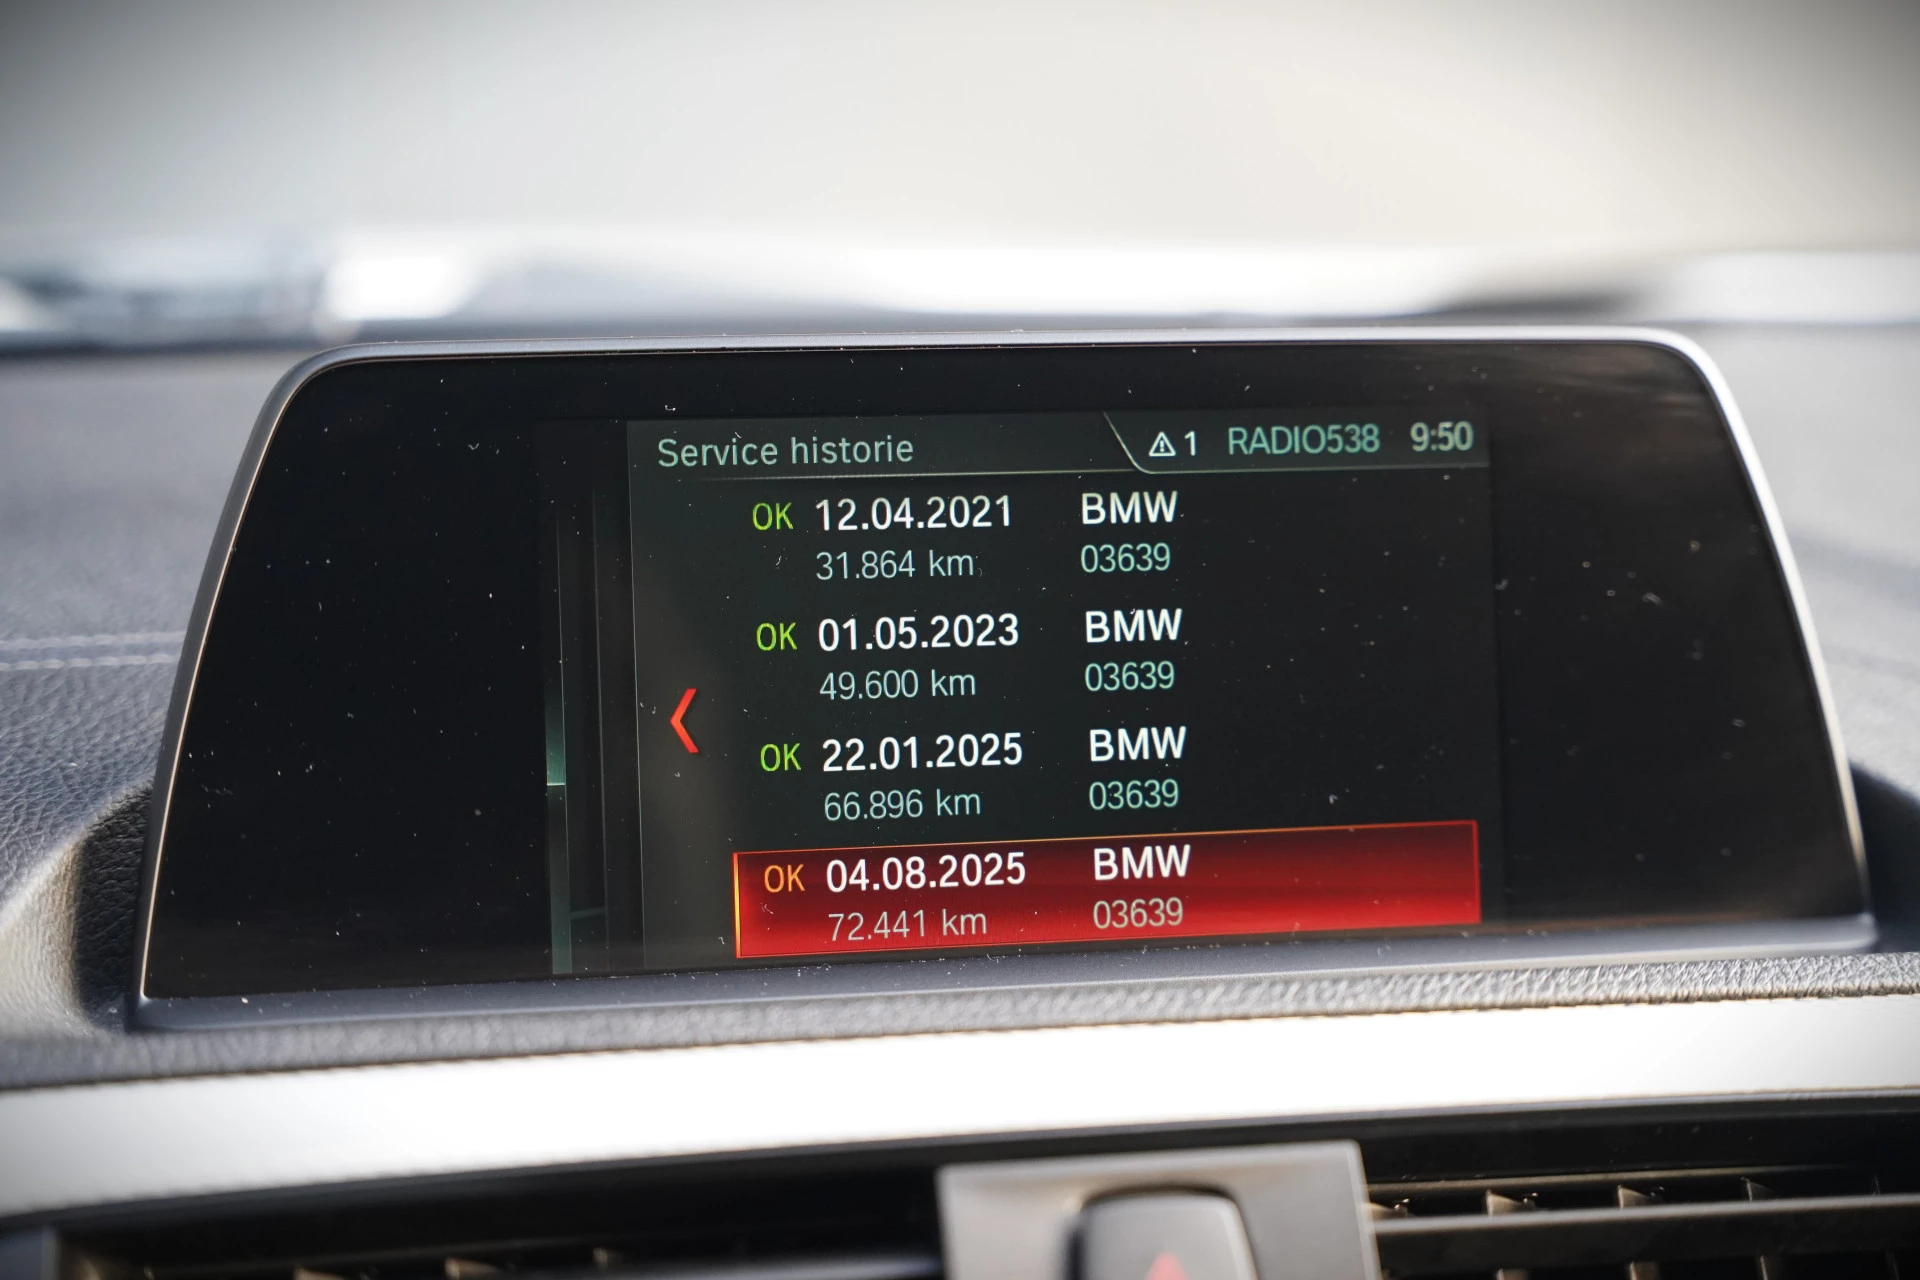 Service historie 1 RADIO538 9:50
OK 12.04.2021 BMW
31.864 km 03639
OK 01.05.2023 BMW
49.600 km 03639
OK 22.01.2025 BMW
66.896 km 03639
OK 04.08.2025 BMW
72.441 km 03639